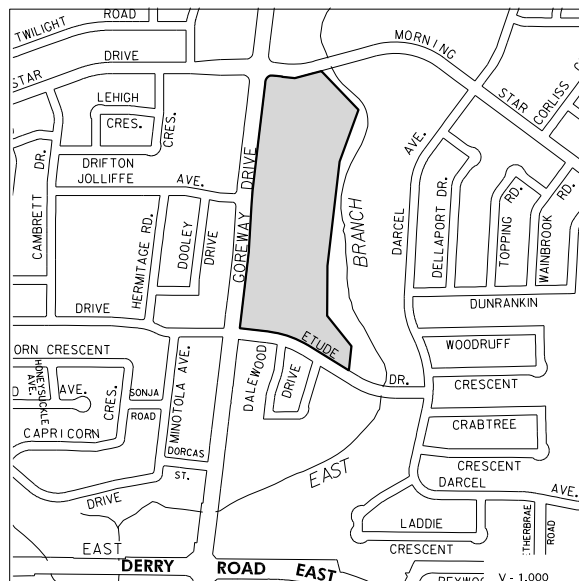 TWILIGHT ROAD
STAR DRIVE
MORNING STAR
CORLISS
LEHIGH
CRES.
CRES.
DRIFTON
JOLLIFFE AVE.
CAMBRETT DR.
HERMITAGE RD.
DOOLEY DRIVE
GOREWAY DRIVE
BRANCH
DARCEL AVE.
DELLAPORT DR.
TOPPING RD.
WAINBROOK RD.
DUNRANKIN
DRIVE
ETUDE DR.
WOODRUFF
CRESCENT
ORN CRESCENT
HONEYSUCKLE AVE.
D AVE.
CRES.
SONJA
ROAD
MINOTOLA AVE.
DALEWOOD DRIVE
CRABTREE
CRESCENT
CAPRICORN
DORCAS
ST.
DRIVE
EAST
DARCEL AVE.
LADDIE
CRESCENT
ETHERBRAE ROAD
EAST
DERRY ROAD EAST
V - 1,000